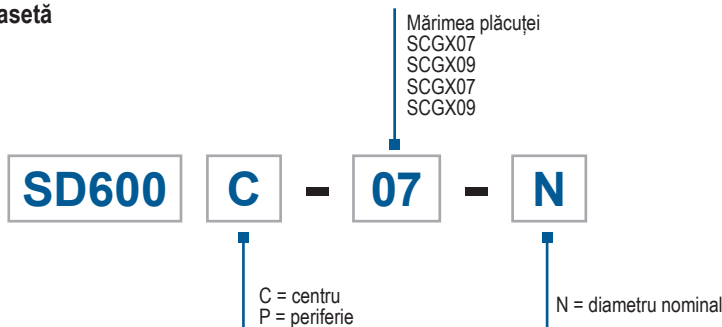 asetă
Mărimea plăcuței
SCGX07
SCGX09
SCGX07
SCGX09
SD600 C - 07 - N
C = centru
P = periferie
N = diametru nominal